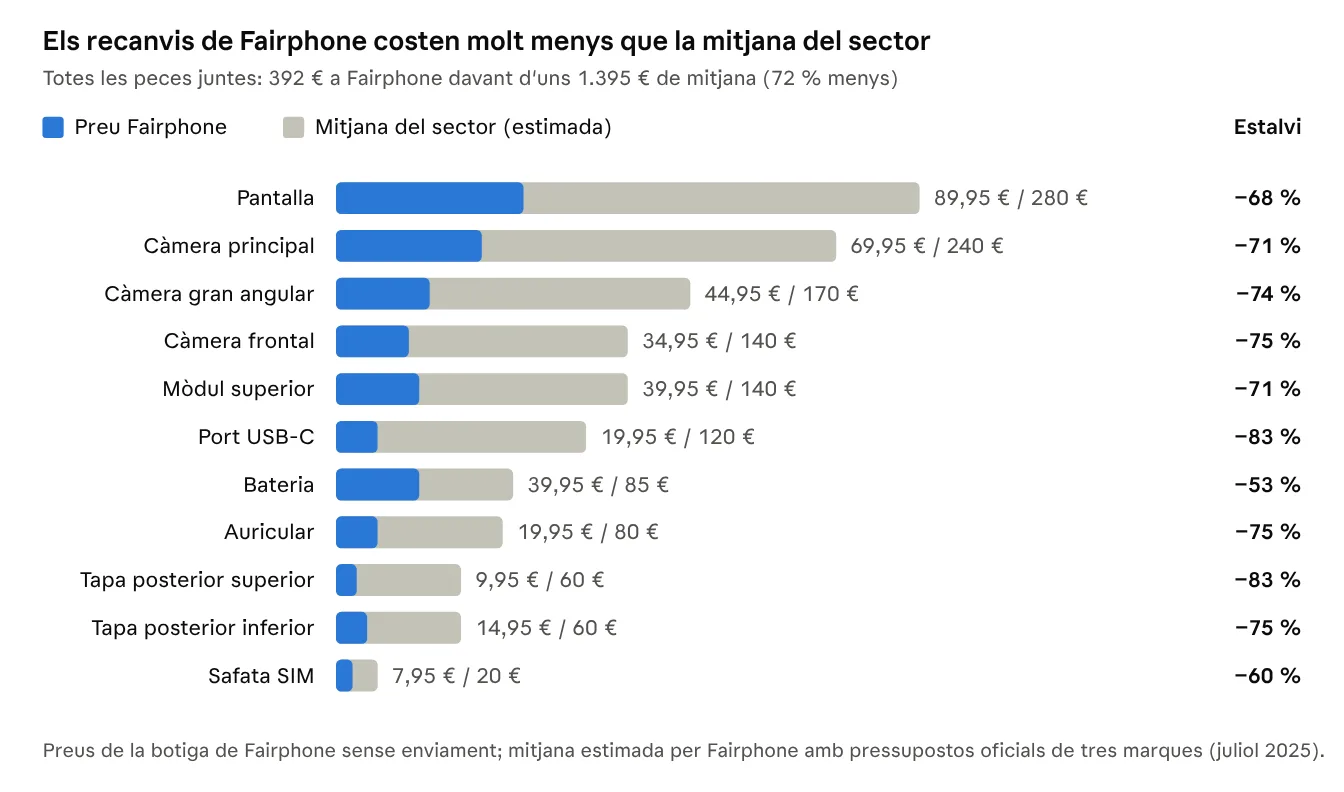 Els recanvis de Fairphone costen molt menys que la mitjana del sector
Totes les peces juntes: 392 € a Fairphone davant d'uns 1.395 € de mitjana (72 % menys)
Preu Fairphone Mitjana del sector (estimada) Estalvi
Pantalla 89,95 € / 280 € −68 %
Càmera principal 69,95 € / 240 € −71 %
Càmera gran angular 44,95 € / 170 € −74 %
Càmera frontal 34,95 € / 140 € −75 %
Mòdul superior 39,95 € / 140 € −71 %
Port USB-C 19,95 € / 120 € −83 %
Bateria 39,95 € / 85 € −53 %
Auricular 19,95 € / 80 € −75 %
Tapa posterior superior 9,95 € / 60 € −83 %
Tapa posterior inferior 14,95 € / 60 € −75 %
Safata SIM 7,95 € / 20 € −60 %
Preus de la botiga de Fairphone sense enviament; mitjana estimada per Fairphone amb pressupostos oficials de tres marques (juliol 2025).